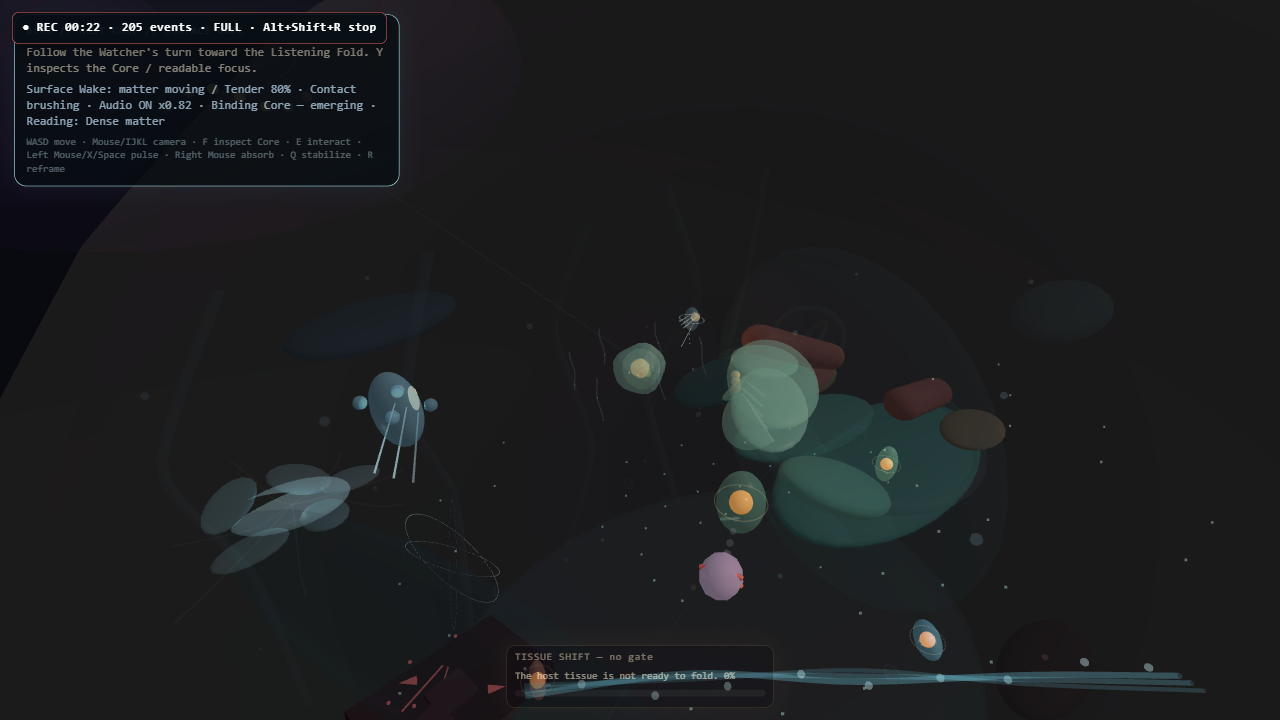 ● REC 00:22 · 205 events · FULL · Alt+Shift+R stop
Follow the Watcher's turn toward the Listening Fold. Y
inspects the Core / readable focus.
Surface Wake: matter moving / Tender 80% · Contact
brushing · Audio ON x0.82 · Binding Core — emerging ·
Reading: Dense matter
WASD move · Mouse/IJKL camera · F inspect Core · E interact ·
Left Mouse/X/Space pulse · Right Mouse absorb · Q stabilize · R
reframe
TISSUE SHIFT — no gate
The host tissue is not ready to fold. 0%